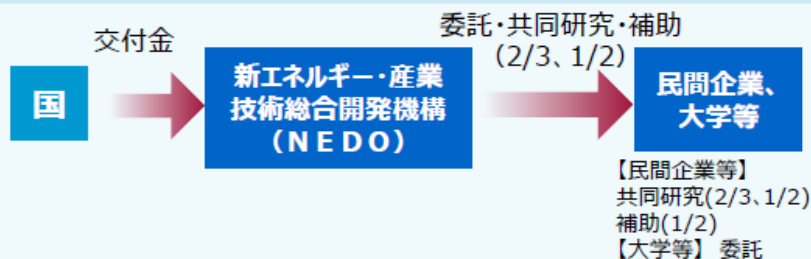 交付金
委託・共同研究・補助
（2/3、1/2）
国
新エネルギー・産業
技術総合開発機構
（ＮＥＤＯ）
民間企業、
大学等
【民間企業等】
共同研究(2/3､1/2)
補助(1/2)
【大学等】 委託